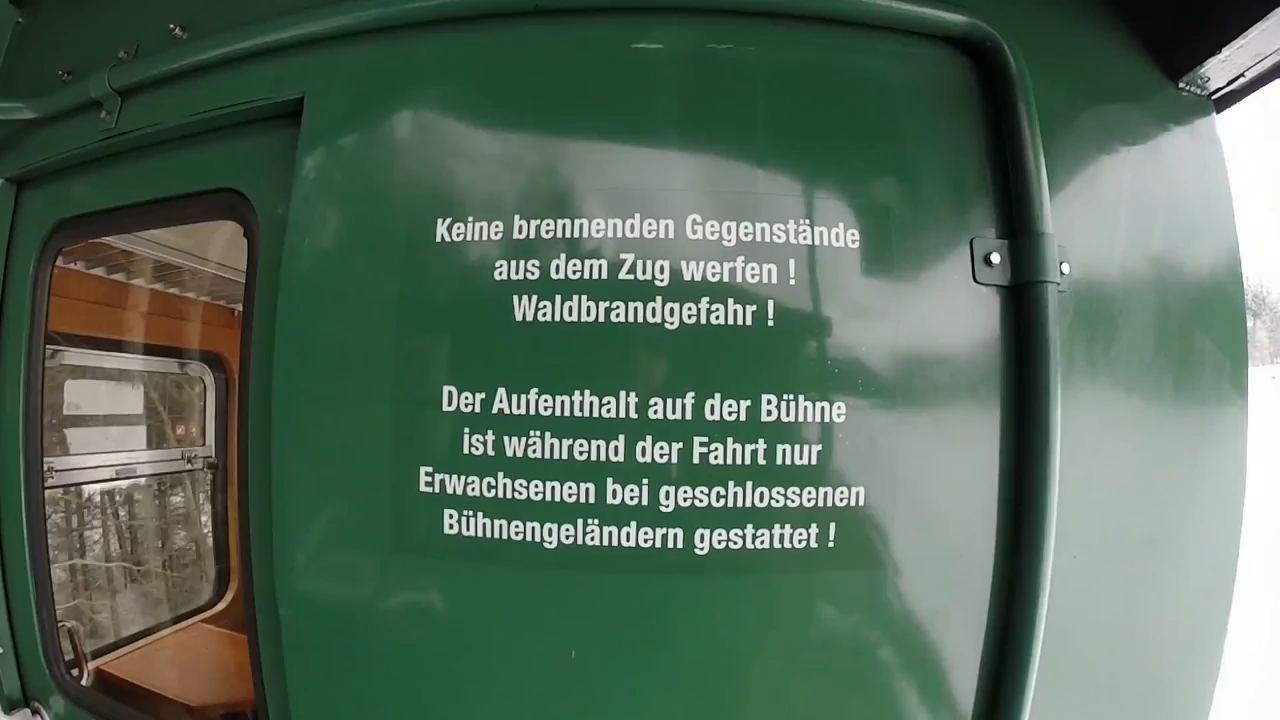 Keine brennenden Gegenstände
aus dem Zug werfen !
Waldbrandgefahr !
Der Aufenthalt auf der Bühne
ist während der Fahrt nur
Erwachsenen bei geschlossenen
Bühnengeländern gestattet !